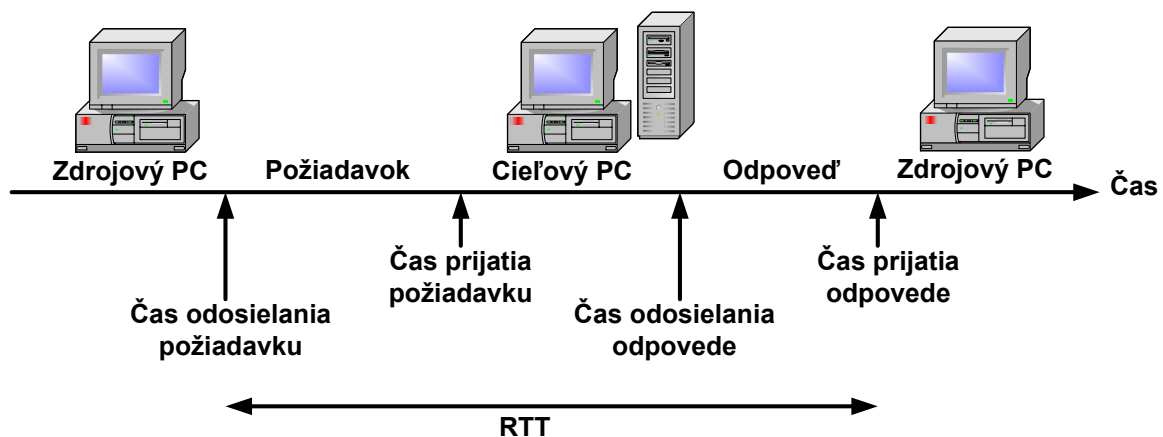 Zdrojový PC
Požiadavok
Cieľový PC
Odpoveď
Zdrojový PC
Čas
Čas odosielania
požiadavku
Čas prijatia
požiadavku
Čas odosielania
odpovede
Čas prijatia
odpovede
RTT